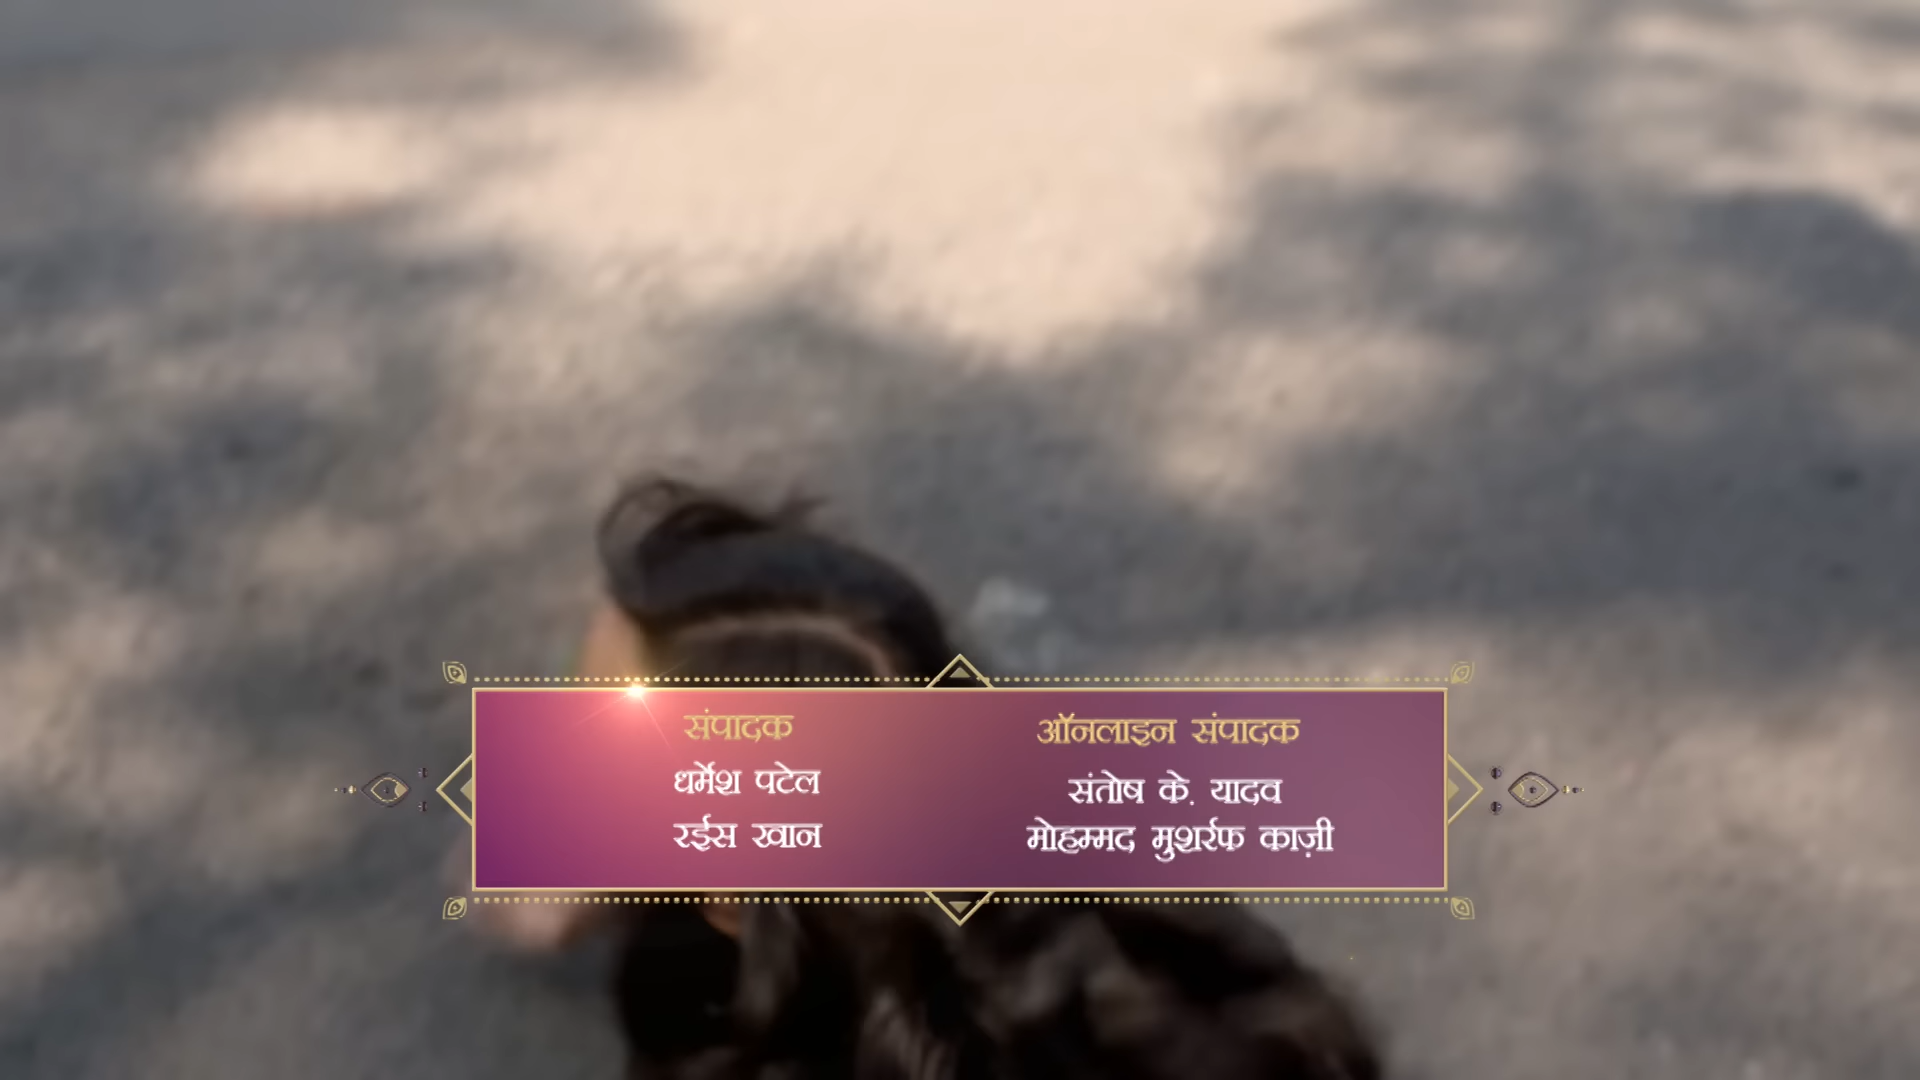 संपादक
धर्मेश पटेल
रईस खान
ऑनलाइन संपादक
संतोष के. यादव
मोहम्मद मुशर्रफ काज़ी